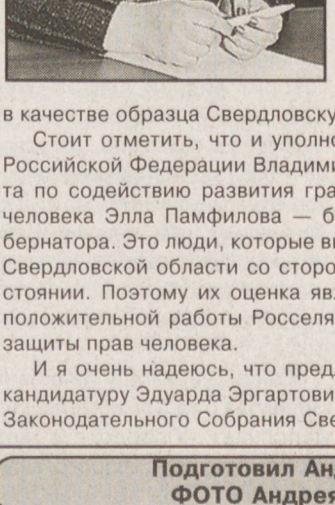 в качестве образца Свердловску
Стоит отметить, что и уполно
Российской Федерации Владими
та по содействию развития гра
человека Элла Памфилова — б
бернатора. Это люди, которые в
Свердловской области со сторо
стоянии. Поэтому их оценка яв
положительной работы Росселя
защиты прав человека.
И я очень надеюсь, что пред
кандидатуру Эдуарда Эргартови
Законодательного Собрания Све
Подготовил Ан
ФОТО Андрея